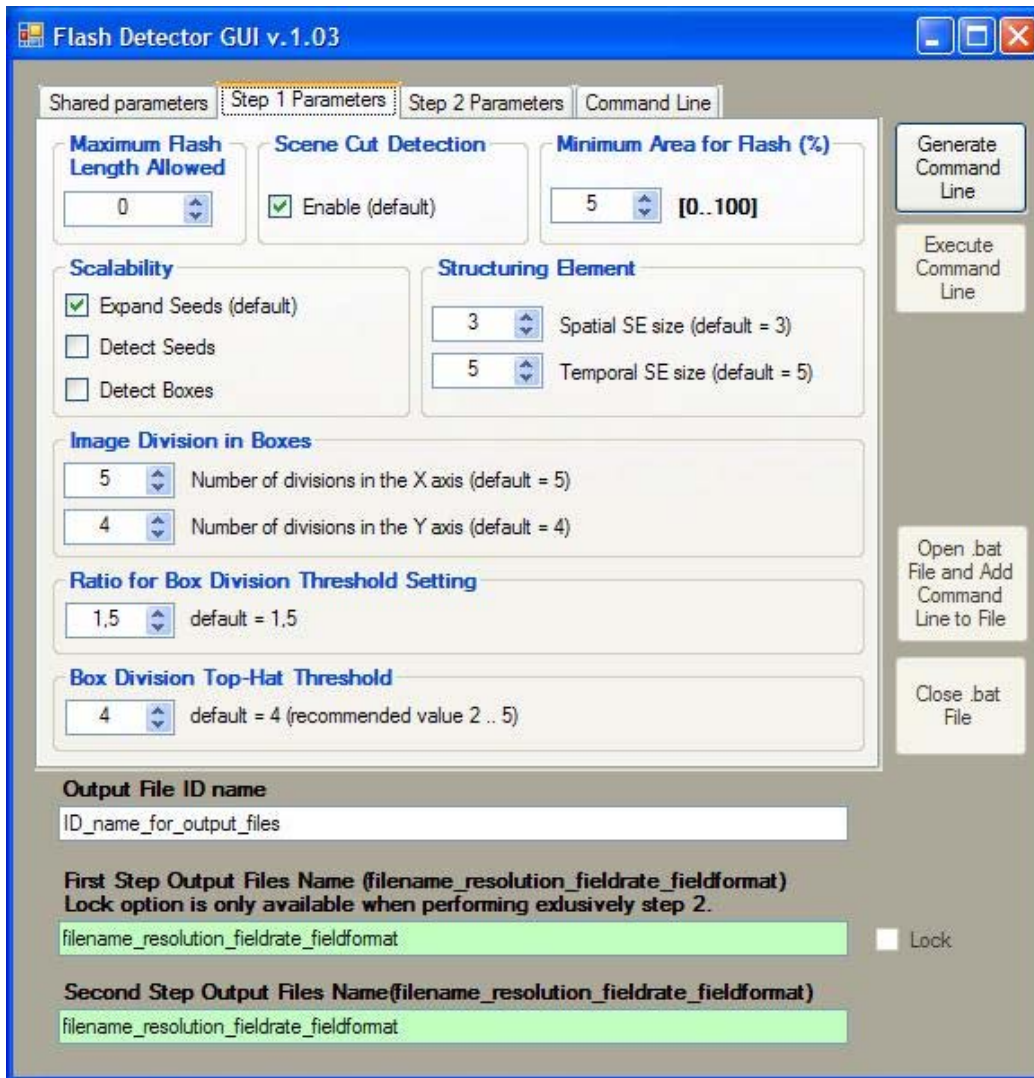 Flash Detector GUI v.1.03
Shared parameters
Step 1 Parameters
Step 2 Parameters
Command Line
Maximum Flash
Length Allowed
0
Scene Cut Detection
Enable (default)
Minimum Area for Flash (%)
5
[0..100]
Generate
Command
Line
Execute
Command
Line
Scalability
Expand Seeds (default)
Detect Seeds
Detect Boxes
Structuring Element
3
Spatial SE size (default = 3)
5
Temporal SE size (default = 5)
Image Division in Boxes
5
Number of divisions in the X axis (default = 5)
4
Number of divisions in the Y axis (default = 4)
Ratio for Box Division Threshold Setting
1,5
default = 1,5
Box Division Top-Hat Threshold
4
default = 4 (recommended value 2 .. 5)
Open .bat
File and Add
Command
Line to File
Close .bat
File
Output File ID name
ID_name_for_output_files
First Step Output Files Name (filename_resolution_fieldrate_fieldformat)
Lock option is only available when performing exlusively step 2.
filename_resolution_fieldrate_fieldformat
Lock
Second Step Output Files Name(filename_resolution_fieldrate_fieldformat)
filename_resolution_fieldrate_fieldformat